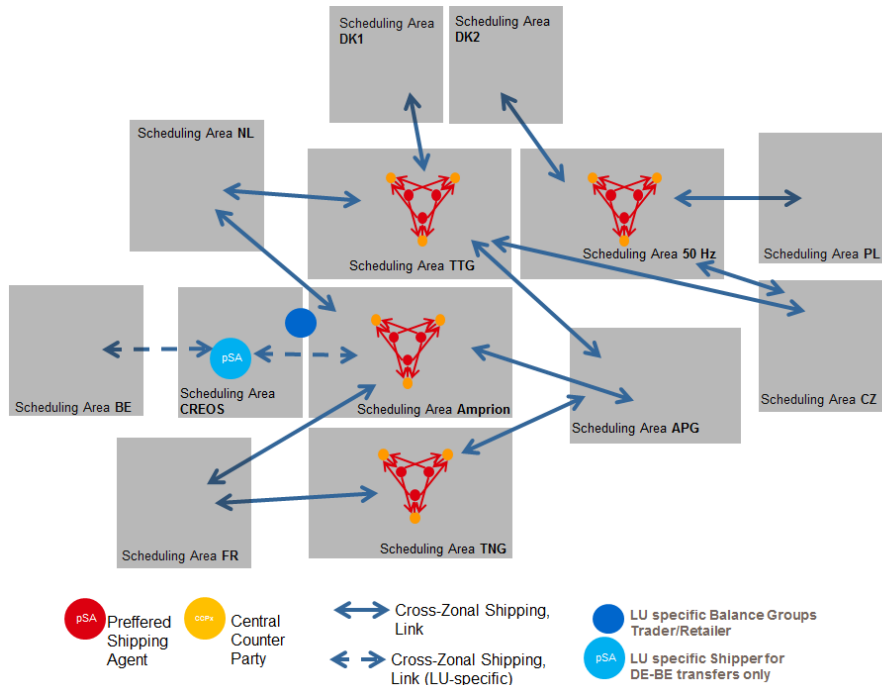 Scheduling Area
DK1
Scheduling Area
DK2
Scheduling Area NL
Scheduling Area TTG
Scheduling Area 50 Hz
Scheduling Area PL
pSA
Scheduling Area BE
Scheduling Area
CREOS
Scheduling Area Amprion
Scheduling Area APG
Scheduling Area CZ
Scheduling Area FR
Scheduling Area TNG
pSA
Preffered
Shipping
Agent
CCPx
Central
Counter
Party
Cross-Zonal Shipping,
Link
Cross-Zonal Shipping,
Link (LU-specific)
LU specific Balance Groups
Trader/Retailer
pSA
LU specific Shipper for
DE-BE transfers only